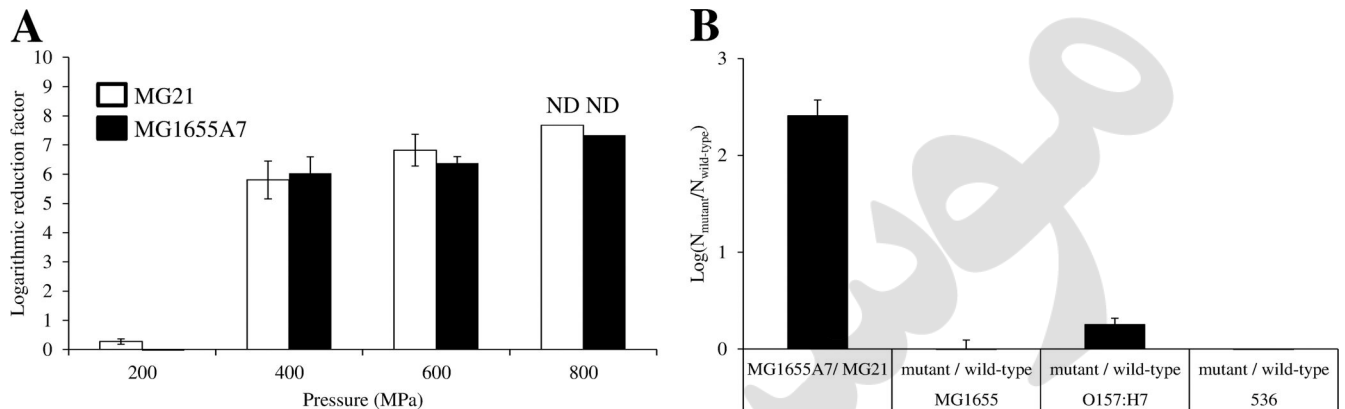 A
Logarithmic reduction factor
10
9
8
7
6
5
4
3
2
1
0
MG21
MG1655A7
ND ND
200 400 600 800
Pressure (MPa)
B
Log(Nmutant/Nwild-type)
3
2
1
0
MG1655A7/ MG21
mutant / wild-type
MG1655
mutant / wild-type
O157:H7
mutant / wild-type
536